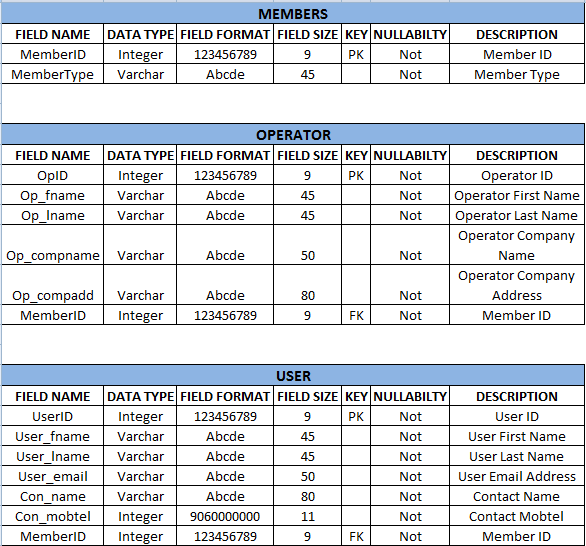 MEMBERS
FIELD NAME DATA TYPE FIELD FORMAT FIELD SIZE KEY NULLABILTY DESCRIPTION
MemberID Integer 123456789 9 PK Not Member ID
MemberType Varchar Abcde 45 Not Member Type
OPERATOR
FIELD NAME DATA TYPE FIELD FORMAT FIELD SIZE KEY NULLABILTY DESCRIPTION
OpID Integer 123456789 9 PK Not Operator ID
Op_fname Varchar Abcde 45 Not Operator First Name
Op_lname Varchar Abcde 45 Not Operator Last Name
Operator Company
Op_compname Varchar Abcde 50 Not Name
Operator Company
Op_compadd Varchar Abcde 80 Not Address
MemberID Integer 123456789 9 FK Not Member ID
USER
FIELD NAME DATA TYPE FIELD FORMAT FIELD SIZE KEY NULLABILTY DESCRIPTION
UserID Integer 123456789 9 PK Not User ID
User_fname Varchar Abcde 45 Not User First Name
User_lname Varchar Abcde 45 Not User Last Name
User_email Varchar Abcde 50 Not User Email Address
Con_name Varchar Abcde 80 Not Contact Name
Con_mobtel Integer 9060000000 11 Not Contact Mobtel
MemberID Integer 123456789 9 FK Not Member ID